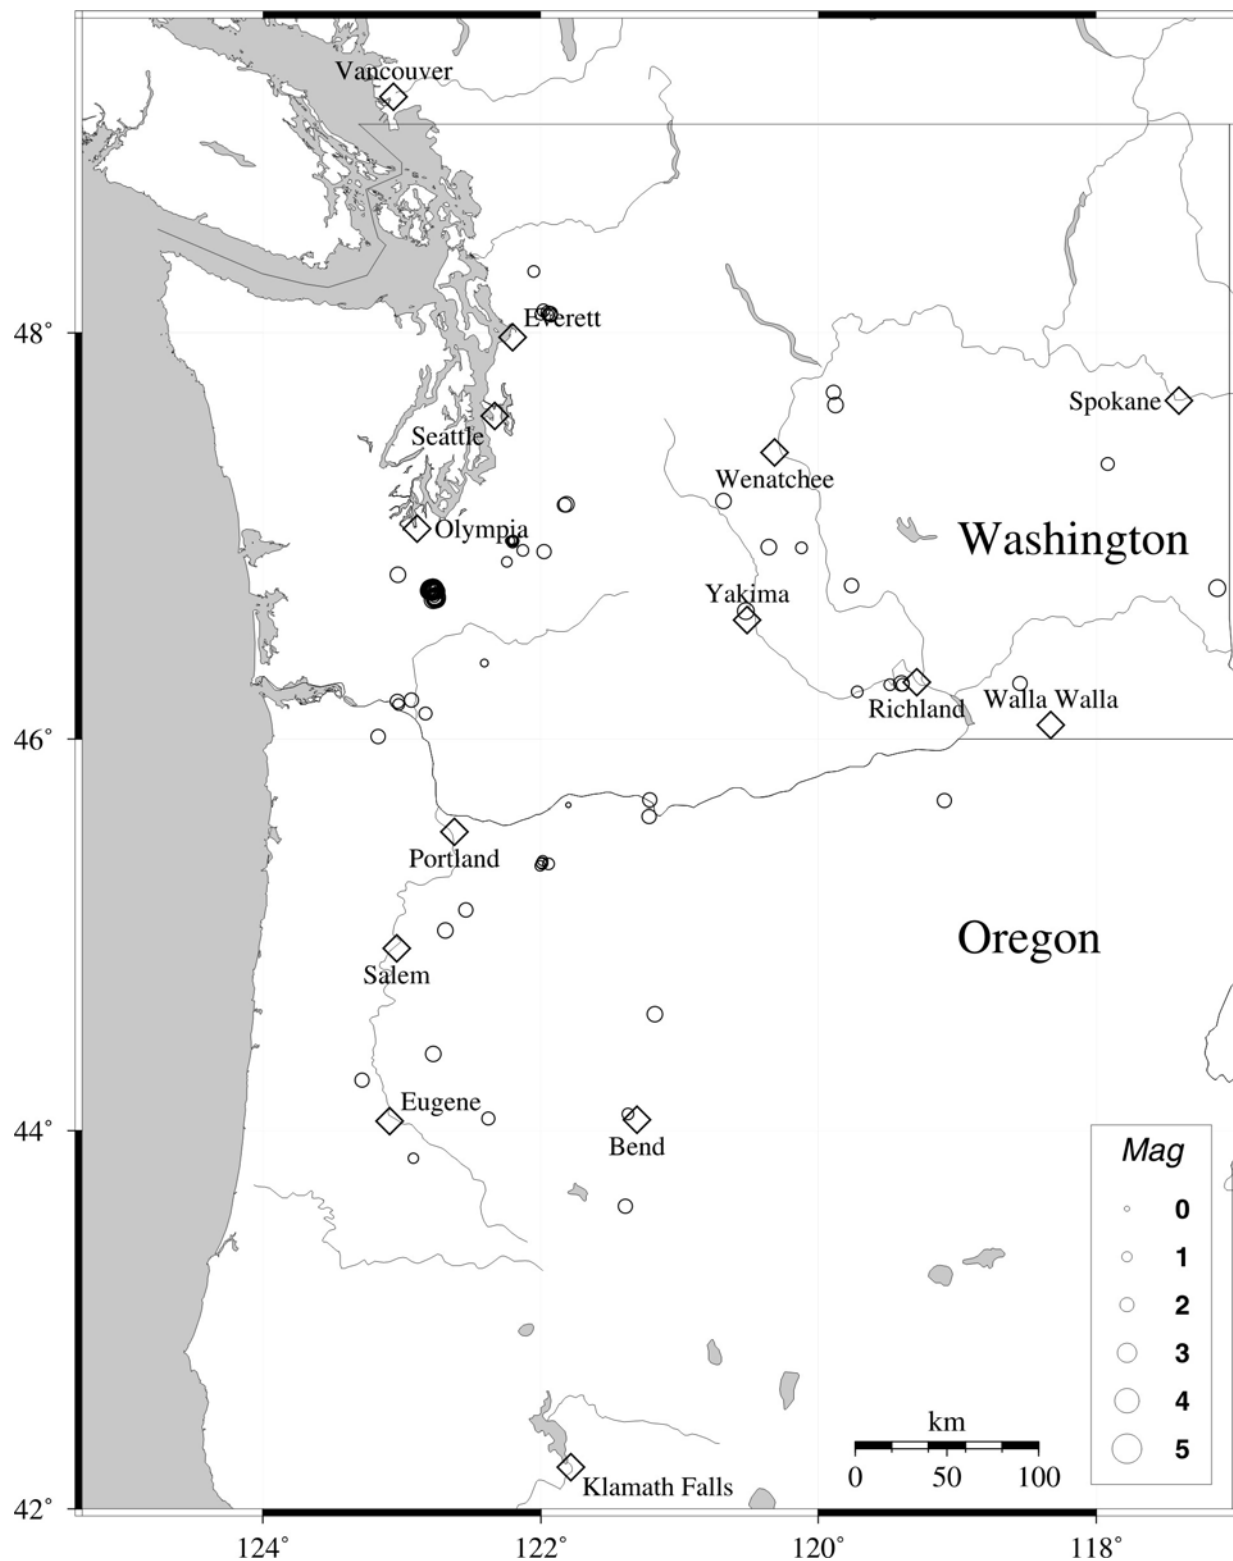 Vancouver
Everett
48°
Spokane
Seattle
Wenatchee
Olympia
Washington
Yakima
Richland
Walla Walla
46°
Portland
Oregon
Salem
Eugene
44°
Bend
Mag
0
1
2
3
4
5
km
0 50 100
Klamath Falls
42°
124° 122° 120° 118°